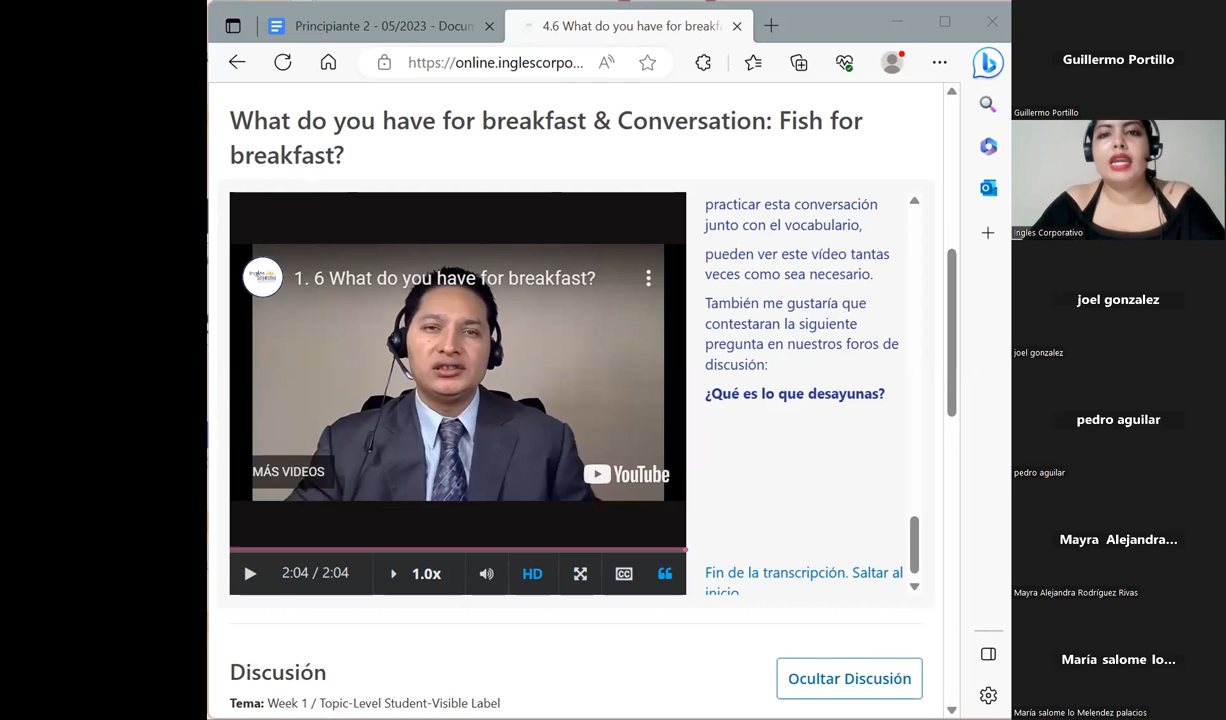 Principiante 2 - 05/2023 - Docun
4.6 What do you have for breakfa
https://online.inglescorpo...
What do you have for breakfast & Conversation: Fish for
breakfast?
1. 6 What do you have for breakfast?
MÁS VIDEOS
YouTube
2:04 / 2:04
1.0x
HD
CC
practicar esta conversación
junto con el vocabulario,
pueden ver este vídeo tantas
veces como sea necesario.
También me gustaría que
contestaran la siguiente
pregunta en nuestros foros de
discusión:
¿Qué es lo que desayunas?
Fin de la transcripción. Saltar al
inicio.
Discusión
Ocultar Discusión
Tema: Week 1 / Topic-Level Student-Visible Label
Guillermo Portillo
Guillermo Portillo
Ingles Corporativo
joel gonzalez
joel gonzalez
pedro aguilar
pedro aguilar
Mayra Alejandra...
Mayra Alejandra Rodríguez Rivas
María salome lo...
María salome lo Melendez palacios